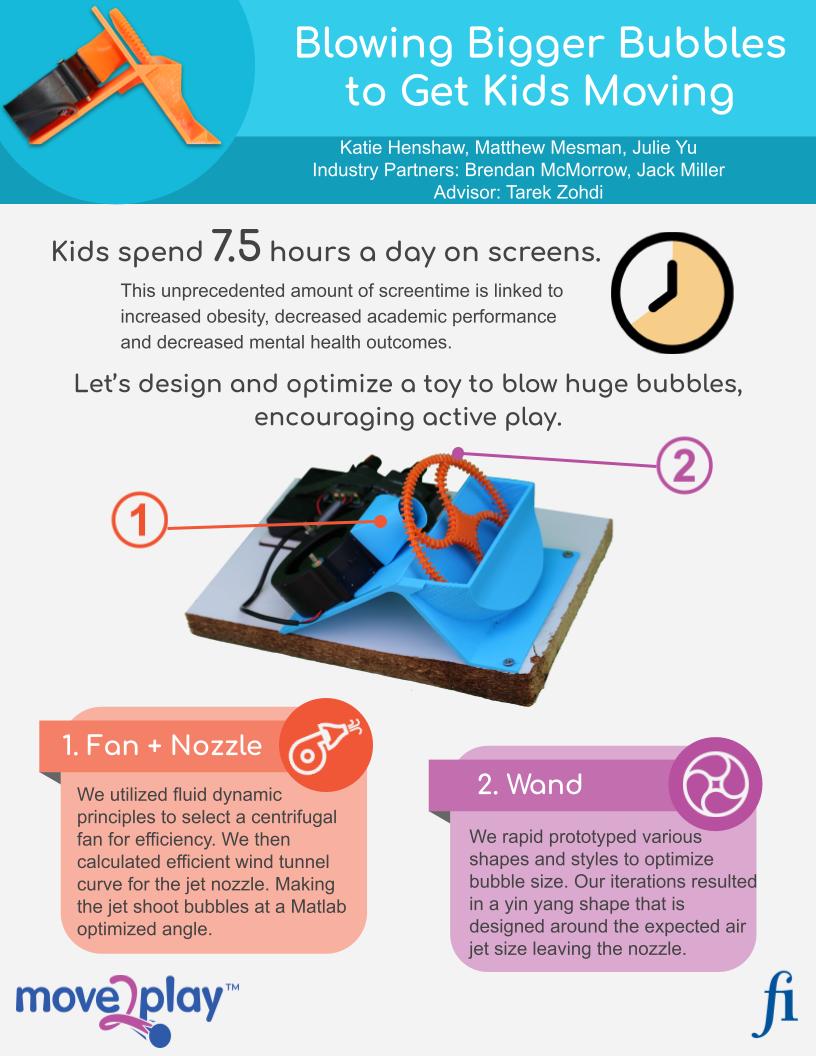 Blowing Bigger Bubbles
to Get Kids Moving
Katie Henshaw, Matthew Mesman, Julie Yu
Industry Partners: Brendan McMorrow, Jack Miller
Advisor: Tarek Zohdi
Kids spend 7.5 hours a day on screens.
This unprecedented amount of screentime is linked to
increased obesity, decreased academic performance
and decreased mental health outcomes.
Let's design and optimize a toy to blow huge bubbles,
encouraging active play.
1
2
1. Fan + Nozzle
We utilized fluid dynamic
principles to select a centrifugal
fan for efficiency. We then
calculated efficient wind tunnel
curve for the jet nozzle. Making
the jet shoot bubbles at a Matlab
optimized angle.
2. Wand
We rapid prototyped various
shapes and styles to optimize
bubble size. Our iterations resulted
in a yin yang shape that is
designed around the expected air
jet size leaving the nozzle.
move2play™
fi